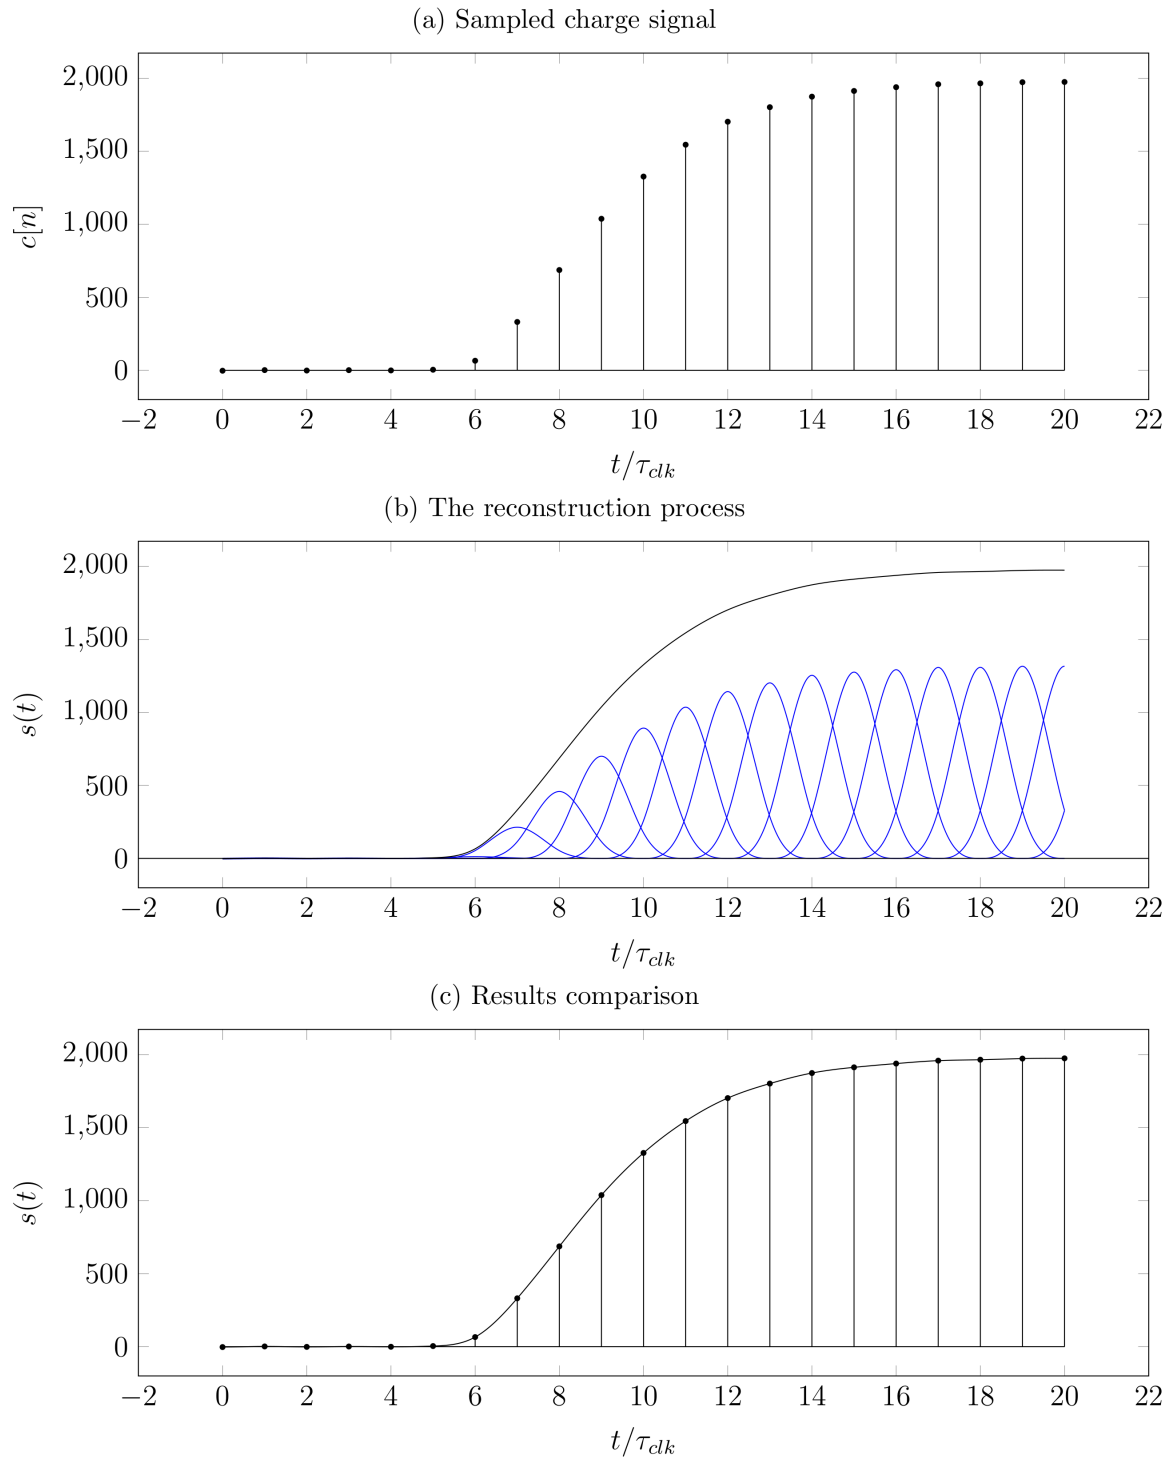 (a) Sampled charge signal
2,000
1,500
1,000
500
0
c[n]
−2 0 2 4 6 8 10 12 14 16 18 20 22
t/τclk
(b) The reconstruction process
2,000
1,500
1,000
500
0
s(t)
−2 0 2 4 6 8 10 12 14 16 18 20 22
t/τclk
(c) Results comparison
2,000
1,500
1,000
500
0
s(t)
−2 0 2 4 6 8 10 12 14 16 18 20 22
t/τclk